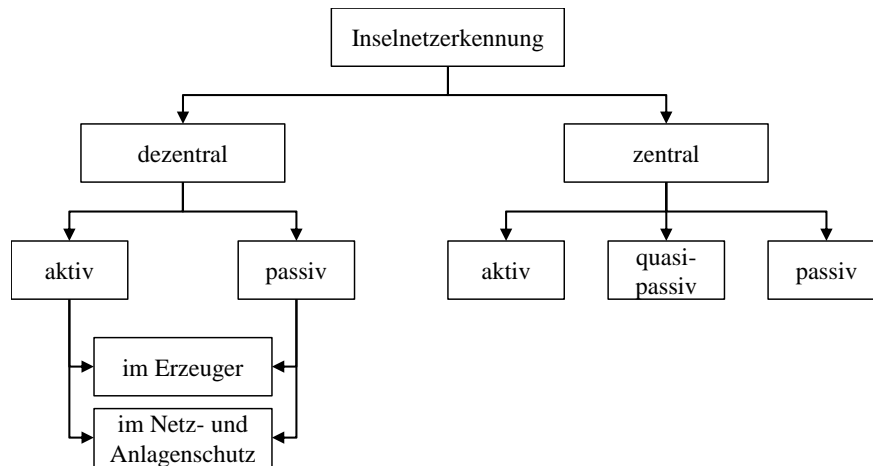 Inselnetzerkennung
dezentral
zentral
aktiv
passiv
aktiv
quasi-
passiv
passiv
im Erzeuger
im Netz- und
Anlagenschutz